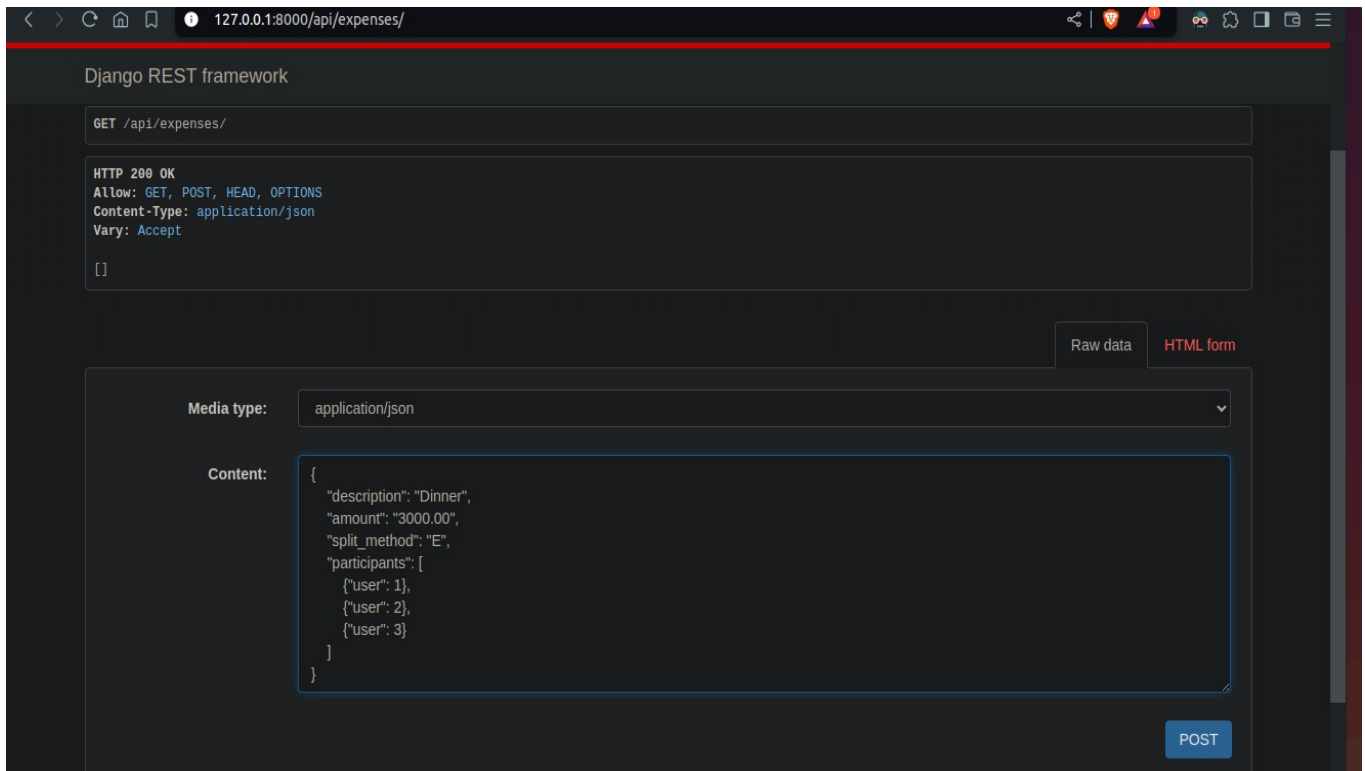 127.0.0.1:8000/api/expenses/
1
Django REST framework
GET /api/expenses/
HTTP 200 OK
Allow: GET, POST, HEAD, OPTIONS
Content-Type: application/json
Vary: Accept
[]
Raw data HTML form
Media type: application/json
Content: {
"description": "Dinner",
"amount": "3000.00",
"split_method": "E",
"participants": [
{"user": 1},
{"user": 2},
{"user": 3}
]
}
POST